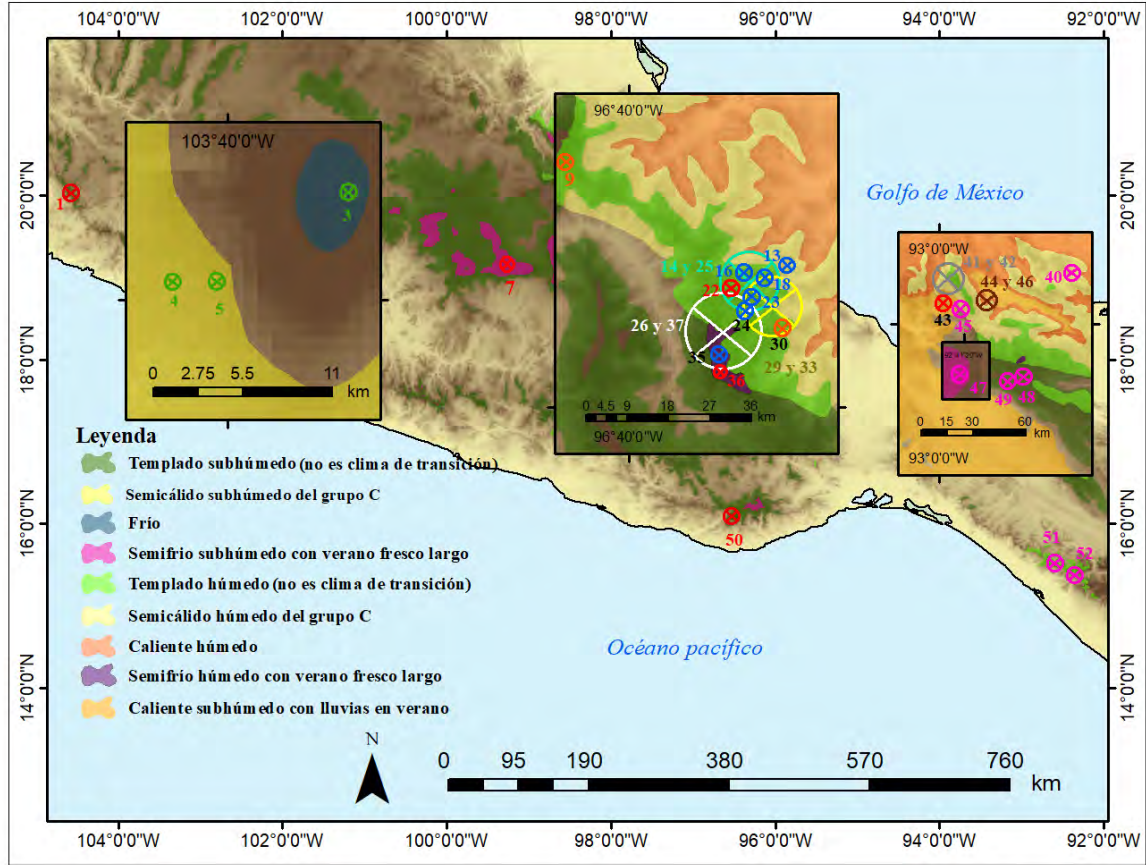 104°0'0"W
102°0'0"W
100°0'0"W
98°0'0"W
96°0'0"W
94°0'0"W
92°0'0"W
20°0'0"N
18°0'0"N
16°0'0"N
14°0'0"N
20°0'0"N
18°0'0"N
16°0'0"N
14°0'0"N
1
103°40'0"W
3
4
5
0 2.75 5.5 11
km
7
96°40'0"W
9
14 y 25
16
13
18
22
23
24
26 y 37
30
29 y 33
35
36
0 4.5 9 18 27 36
km
96°40'0"W
Golfo de México
93°0'0"W
41 y 42
40
44 y 46
43
45
47
49
48
0 15 30 60
km
93°0'0"W
50
51
52
Océano pacífico
Leyenda
Templado subhúmedo (no es clima de transición)
Semicálido subhúmedo del grupo C
Frío
Semifrio subhúmedo con verano fresco largo
Templado húmedo (no es clima de transición)
Semicálido húmedo del grupo C
Caliente húmedo
Semifrío húmedo con verano fresco largo
Caliente subhúmedo con lluvias en verano
N
0 95 190 380 570 760
km
104°0'0"W
102°0'0"W
100°0'0"W
98°0'0"W
96°0'0"W
94°0'0"W
92°0'0"W